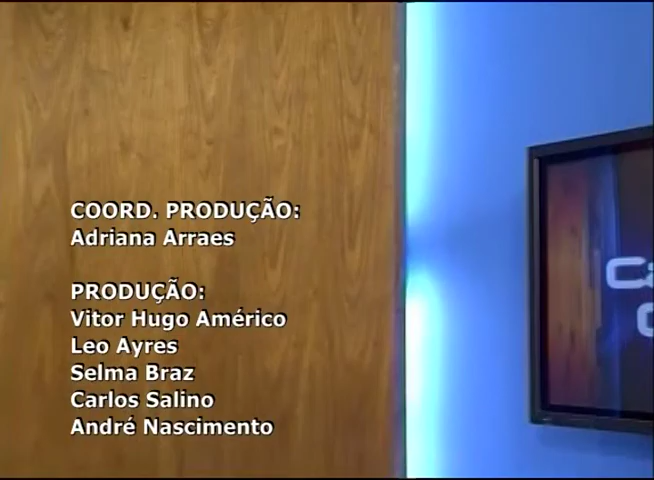 COORD. PRODUÇÃO:
Adriana Arraes
PRODUÇÃO:
Vitor Hugo Américo
Leo Ayres
Selma Braz
Carlos Salino
André Nascimento